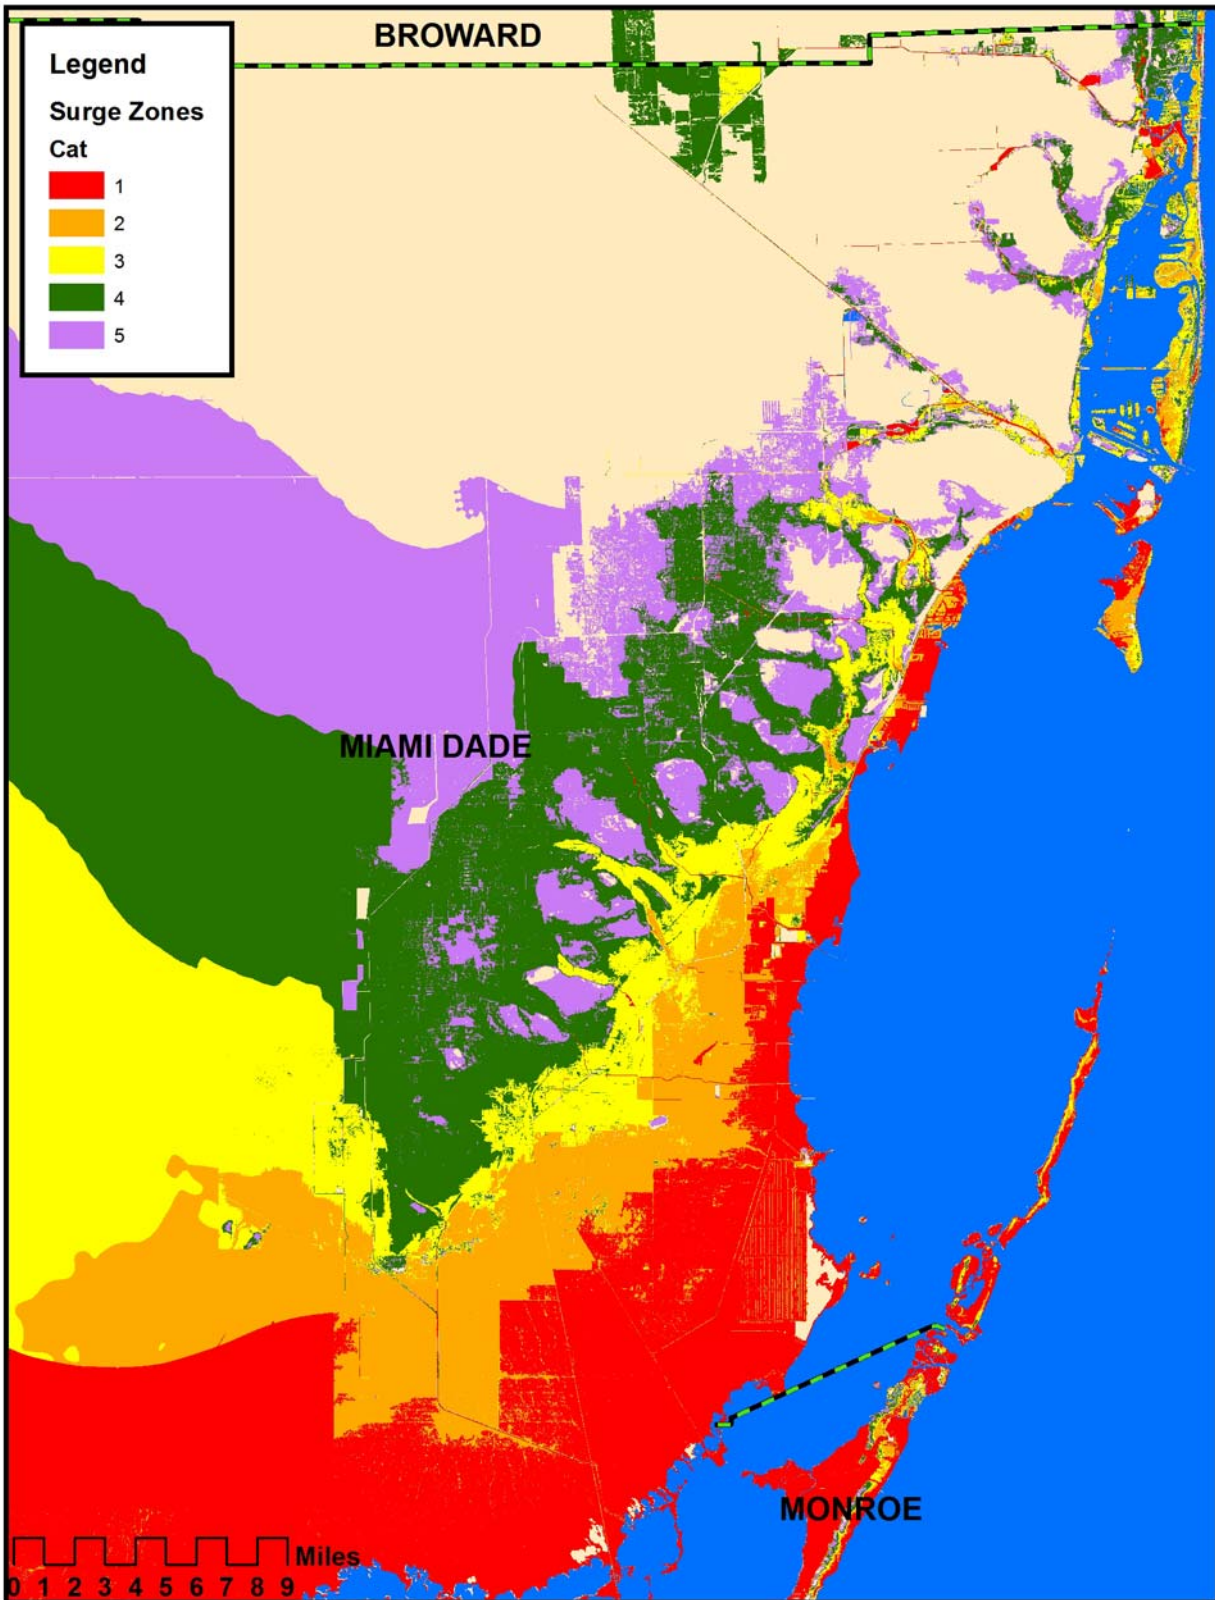 BROWARD
Legend
Surge Zones
Cat
1
2
3
4
5
MIAMI DADE
MONROE
Miles
0 1 2 3 4 5 6 7 8 9